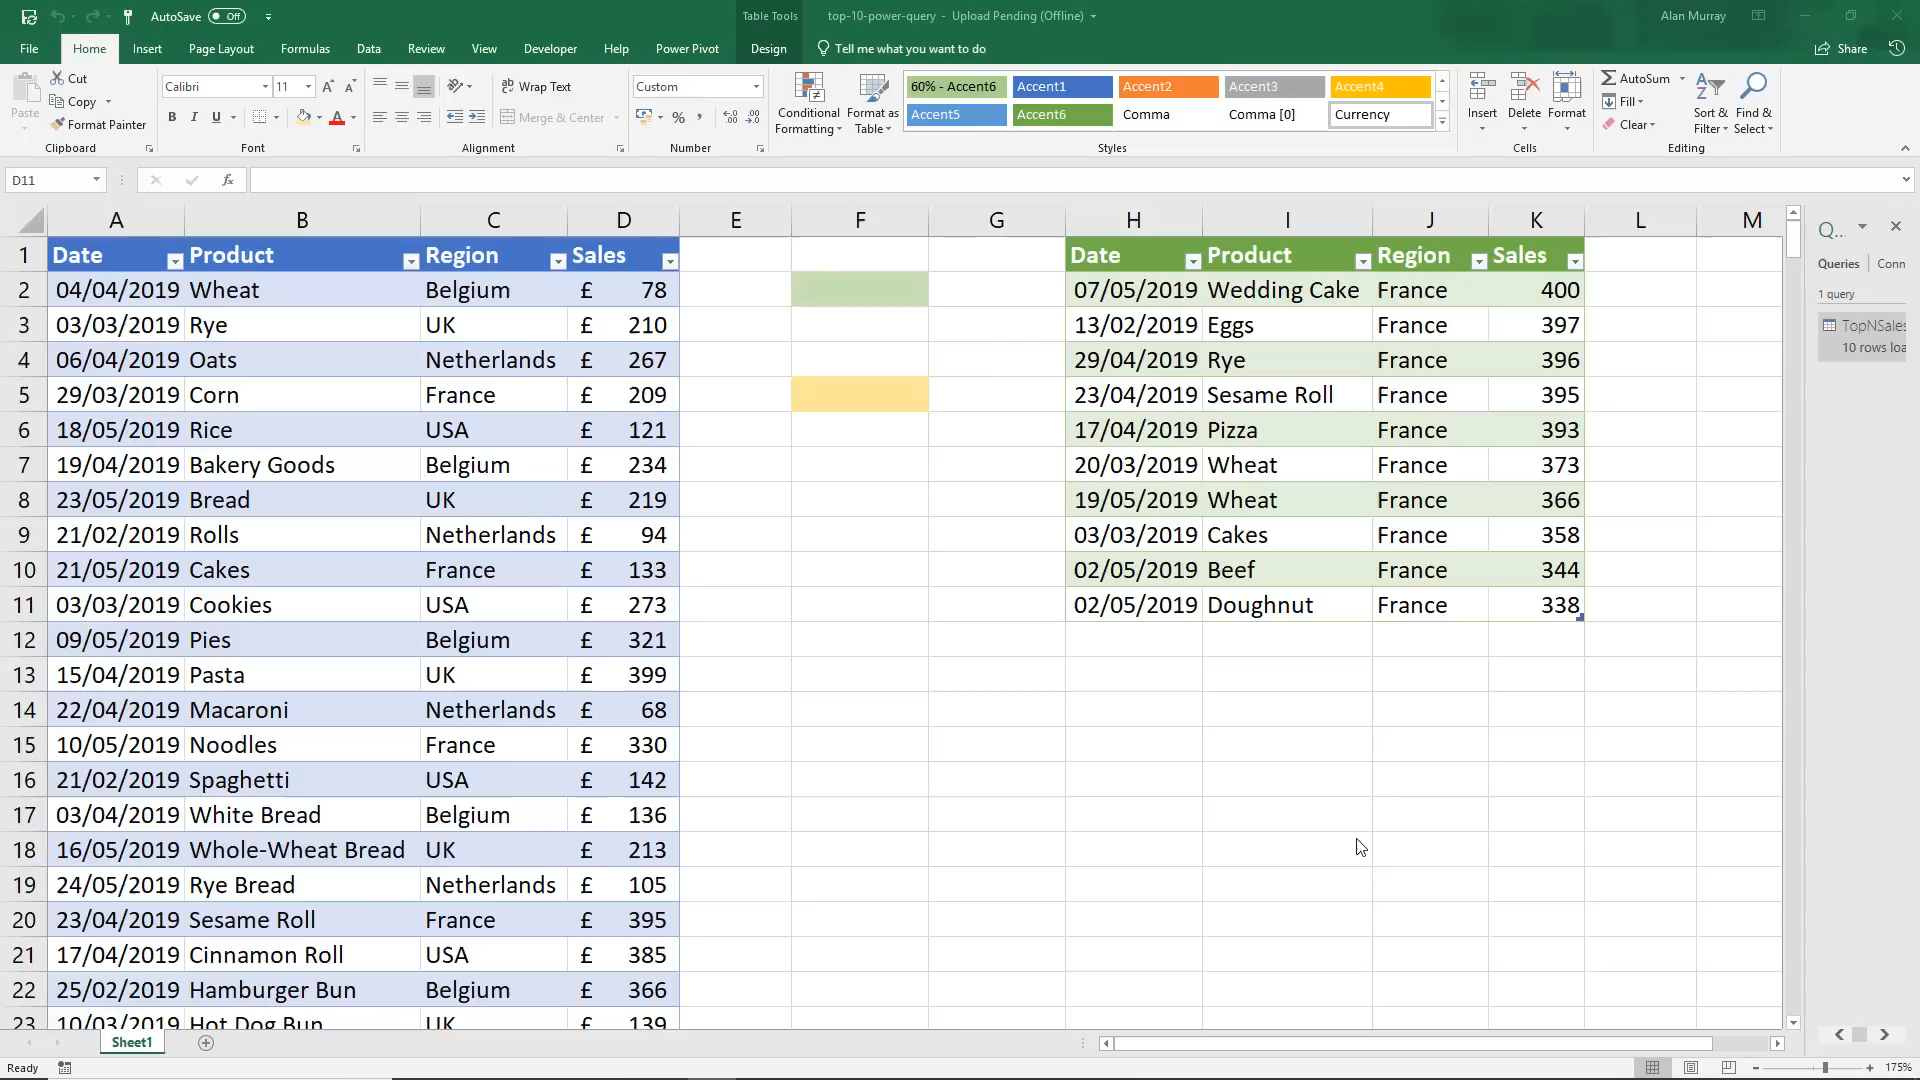 AutoSave Off
Table Tools
top-10-power-query - Upload Pending (Offline)
Alan Murray
File Home Insert Page Layout Formulas Data Review View Developer Help Power Pivot Design Tell me what you want to do Share
Paste
Cut
Copy
Format Painter
Clipboard
Calibri 11
B I U A
Font
Wrap Text
Merge & Center
Alignment
Custom
% ,
Number
Conditional Formatting
Format as Table
60% - Accent6 Accent1 Accent2 Accent3 Accent4
Accent5 Accent6 Comma Comma [0] Currency
Styles
Insert Delete Format
Cells
AutoSum
Fill
Clear
Sort & Filter
Find & Select
Editing
D11 fx
A B C D E F G H I J K L M
1 Date Product Region Sales Date Product Region Sales
2 04/04/2019 Wheat Belgium £ 78 07/05/2019 Wedding Cake France 400
3 03/03/2019 Rye UK £ 210 13/02/2019 Eggs France 397
4 06/04/2019 Oats Netherlands £ 267 29/04/2019 Rye France 396
5 29/03/2019 Corn France £ 209 23/04/2019 Sesame Roll France 395
6 18/05/2019 Rice USA £ 121 17/04/2019 Pizza France 393
7 19/04/2019 Bakery Goods Belgium £ 234 20/03/2019 Wheat France 373
8 23/05/2019 Bread UK £ 219 19/05/2019 Wheat France 366
9 21/02/2019 Rolls Netherlands £ 94 03/03/2019 Cakes France 358
10 21/05/2019 Cakes France £ 133 02/05/2019 Beef France 344
11 03/03/2019 Cookies USA £ 273 02/05/2019 Doughnut France 338
12 09/05/2019 Pies Belgium £ 321
13 15/04/2019 Pasta UK £ 399
14 22/04/2019 Macaroni Netherlands £ 68
15 10/05/2019 Noodles France £ 330
16 21/02/2019 Spaghetti USA £ 142
17 03/04/2019 White Bread Belgium £ 136
18 16/05/2019 Whole-Wheat Bread UK £ 213
19 24/05/2019 Rye Bread Netherlands £ 105
20 23/04/2019 Sesame Roll France £ 395
21 17/04/2019 Cinnamon Roll USA £ 385
22 25/02/2019 Hamburger Bun Belgium £ 366
23 10/03/2019 Hot Dog Bun UK £ 139
Q...
Queries Conn
1 query
TopNSales
10 rows loa
Sheet1
Ready 175%